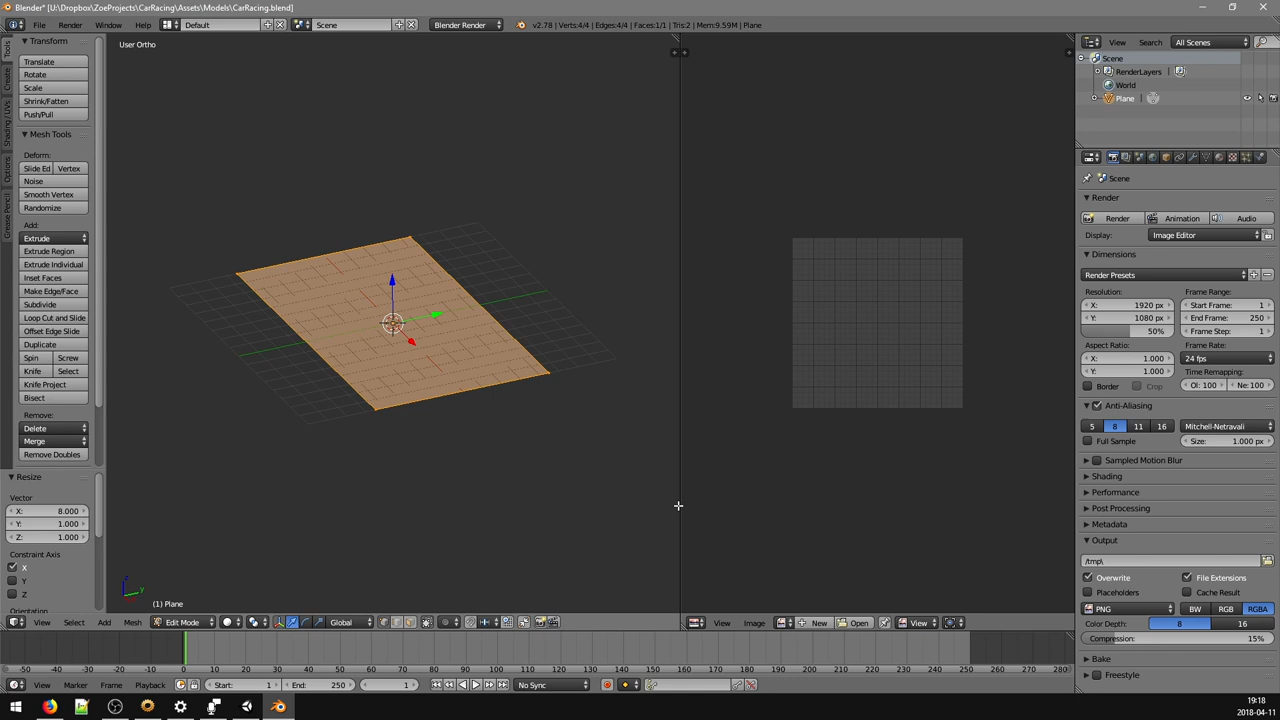 Blender* [U:\Dropbox\ZoeProjects\CarRacing\Assets\Models\CarRacing.blend]
File Render Window Help Default Scene Blender Render v2.78 | Verts:4/4 | Edges:4/4 | Faces:1/1 | Tris:2 | Mem:9.59M | Plane
Tools
Create
Shading / UVs
Options
Grease Pencil
Transform
Translate
Rotate
Scale
Shrink/Fatten
Push/Pull
Mesh Tools
Deform:
Slide Ed Vertex
Noise
Smooth Vertex
Randomize
Add:
Extrude
Extrude Region
Extrude Individual
Inset Faces
Make Edge/Face
Subdivide
Loop Cut and Slide
Offset Edge Slide
Duplicate
Spin Screw
Knife Select
Knife Project
Bisect
Remove:
Delete
Merge
Remove Doubles
Resize
Vector
X: 8.000
Y: 1.000
Z: 1.000
Constraint Axis
X
Y
Z
Orientation
User Ortho
z
y
(1) Plane
View Select Add Mesh Edit Mode Global
View Image New Open View
View Search All Scenes
Scene
RenderLayers |
World
Plane |
Scene
Render
Render Animation Audio
Display: Image Editor
Dimensions
Render Presets
Resolution: Frame Range:
X: 1920 px Start Frame: 1
Y: 1080 px End Frame: 250
50% Frame Step: 1
Aspect Ratio: Frame Rate:
X: 1.000 24 fps
Y: 1.000 Time Remapping:
Border Crop Ol: 100 Ne: 100
Anti-Aliasing
5 8 11 16 Mitchell-Netravali
Full Sample Size: 1.000 px
Sampled Motion Blur
Shading
Performance
Post Processing
Metadata
Output
/tmp\
Overwrite File Extensions
Placeholders Cache Result
PNG BW RGB RGBA
Color Depth: 8 16
Compression: 15%
Bake
Freestyle
-50 -40 -30 -20 -10 0 10 20 30 40 50 60 70 80 90 100 110 120 130 140 150 160 170 180 190 200 210 220 230 240 250 260 270 280
View Marker Frame Playback Start: 1 End: 250 1 No Sync
19:18
2018-04-11